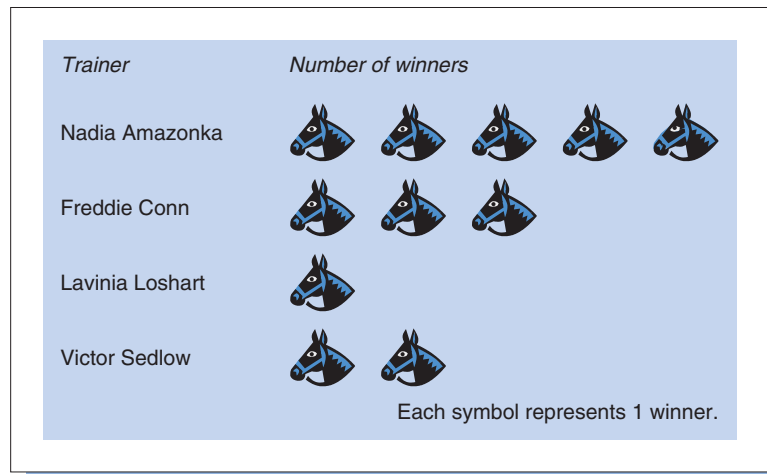 Trainer Number of winners
Nadia Amazonka
Freddie Conn
Lavinia Loshart
Victor Sedlow
Each symbol represents 1 winner.